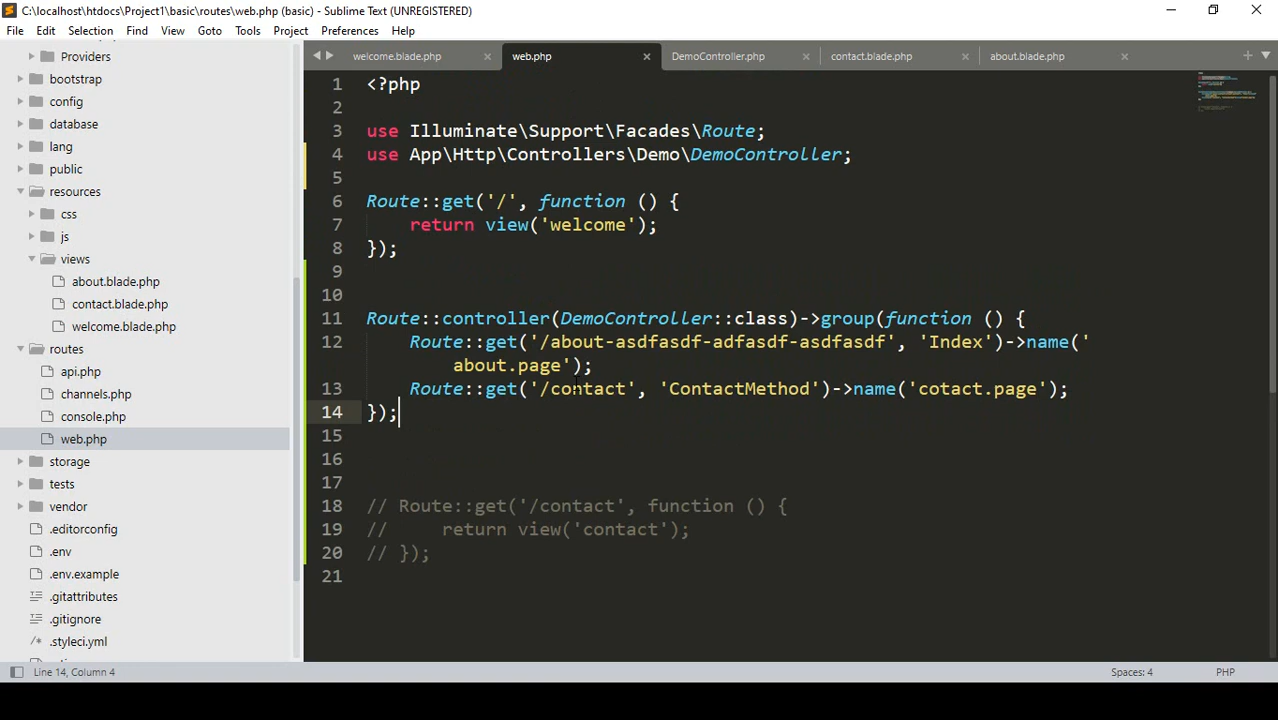 C:\localhost\htdocs\Project1\basic\routes\web.php (basic) - Sublime Text (UNREGISTERED)
File Edit Selection Find View Goto Tools Project Preferences Help
Providers
bootstrap
config
database
lang
public
resources
css
js
views
about.blade.php
contact.blade.php
welcome.blade.php
routes
api.php
channels.php
console.php
web.php
storage
tests
vendor
.editorconfig
.env
.env.example
.gitattributes
.gitignore
.styleci.yml
welcome.blade.php web.php DemoController.php contact.blade.php about.blade.php
1 <?php
2
3 use Illuminate\Support\Facades\Route;
4 use App\Http\Controllers\Demo\DemoController;
5
6 Route::get('/', function () {
7     return view('welcome');
8 });
9
10
11 Route::controller(DemoController::class)->group(function () {
12     Route::get('/about-asdfasdf-adfasdf-asdfasdf', 'Index')->name('
about.page');
13     Route::get('/contact', 'ContactMethod')->name('cotact.page');
14 });
15
16
17
18 // Route::get('/contact', function () {
19 //     return view('contact');
20 // });
21
Line 14, Column 4
Spaces: 4
PHP